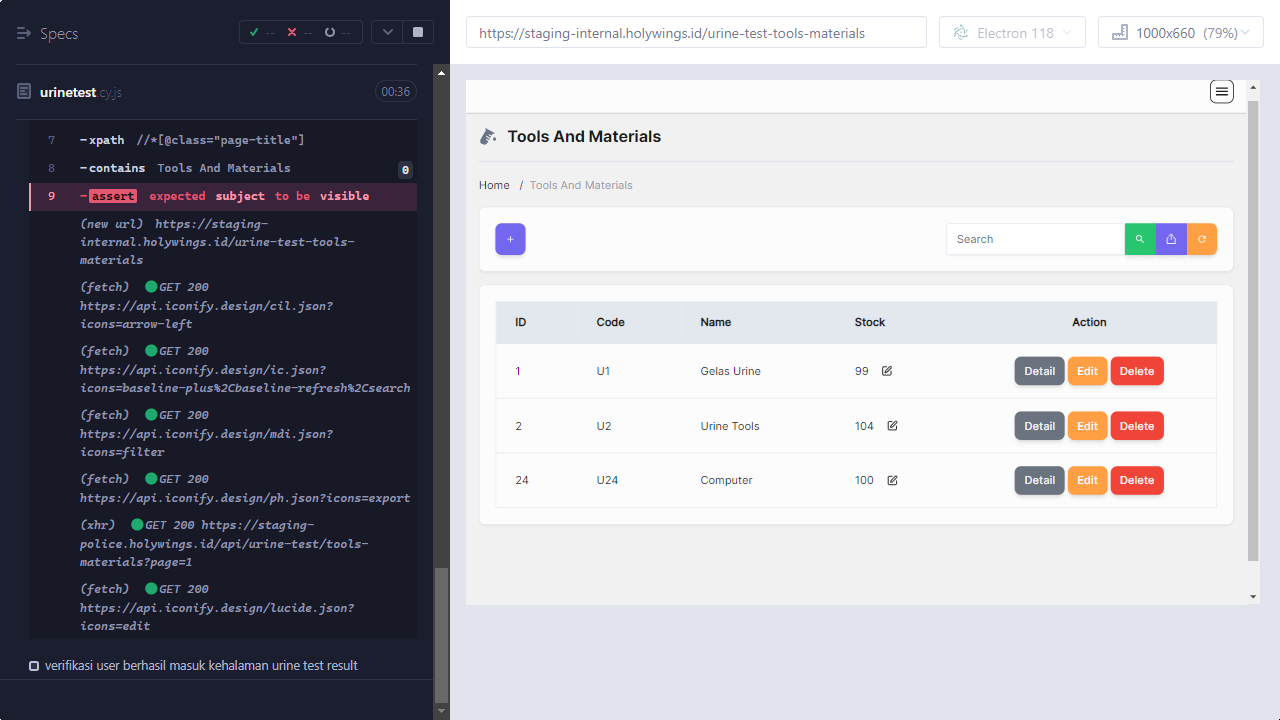 Specs
-- -- --
urinetest.cy.js 00:36
7 -xpath //*[@class="page-title"]
8 -contains Tools And Materials 0
9 -assert expected subject to be visible
(new url) https://staging-
internal.holywings.id/urine-test-tools-
materials
(fetch) GET 200
https://api.iconify.design/cil.json?
icons=arrow-left
(fetch) GET 200
https://api.iconify.design/ic.json?
icons=baseline-plus%2Cbaseline-refresh%2Csearch
(fetch) GET 200
https://api.iconify.design/mdi.json?
icons=filter
(fetch) GET 200
https://api.iconify.design/ph.json?icons=export
(xhr) GET 200 https://staging-
police.holywings.id/api/urine-test/tools-
materials?page=1
(fetch) GET 200
https://api.iconify.design/lucide.json?
icons=edit
verifikasi user berhasil masuk kehalaman urine test result
https://staging-internal.holywings.id/urine-test-tools-materials
Electron 118
1000x660 (79%)
Tools And Materials
Home / Tools And Materials
+ Search
ID Code Name Stock Action
1 U1 Gelas Urine 99 Detail Edit Delete
2 U2 Urine Tools 104 Detail Edit Delete
24 U24 Computer 100 Detail Edit Delete